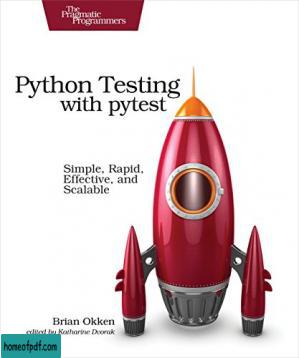 The
Pragmatic
Programmers
Python Testing
with pytest
Simple, Rapid,
Effective, and
Scalable
Brian Okken
edited by Katharine Dvorak
homeofpdf.com